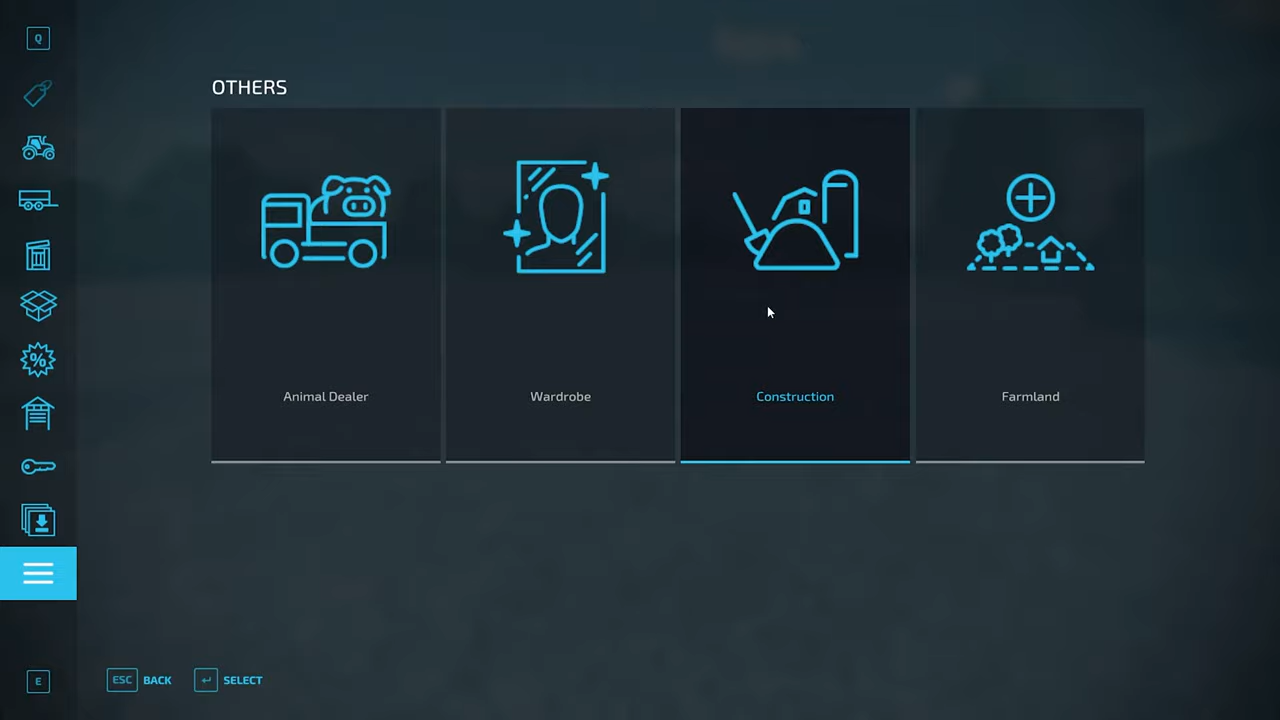 Q
OTHERS
%
Animal Dealer
Wardrobe
Construction
Farmland
E
ESC BACK
SELECT